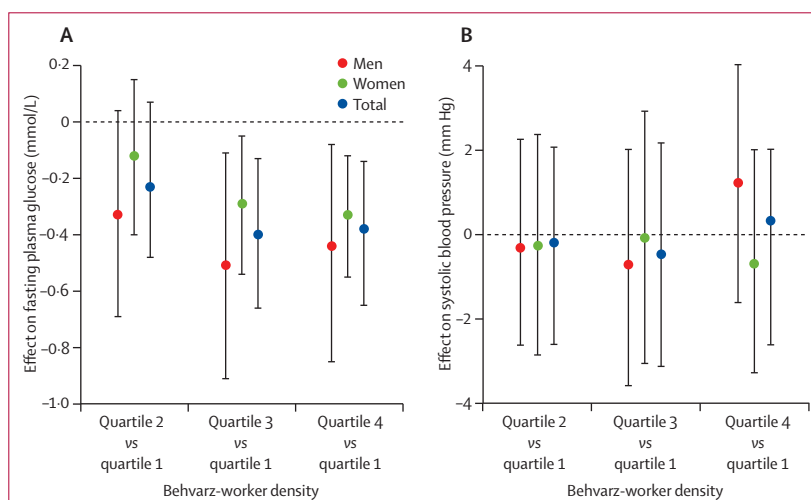 A
Effect on fasting plasma glucose (mmol/L)
0·2
0
–0·2
–0·4
–0·6
–0·8
–1·0
Men
Women
Total
Quartile 2
vs
quartile 1
Quartile 3
vs
quartile 1
Quartile 4
vs
quartile 1
Behvarz-worker density
B
Effect on systolic blood pressure (mm Hg)
4
2
0
–2
–4
Quartile 2
vs
quartile 1
Quartile 3
vs
quartile 1
Quartile 4
vs
quartile 1
Behvarz-worker density